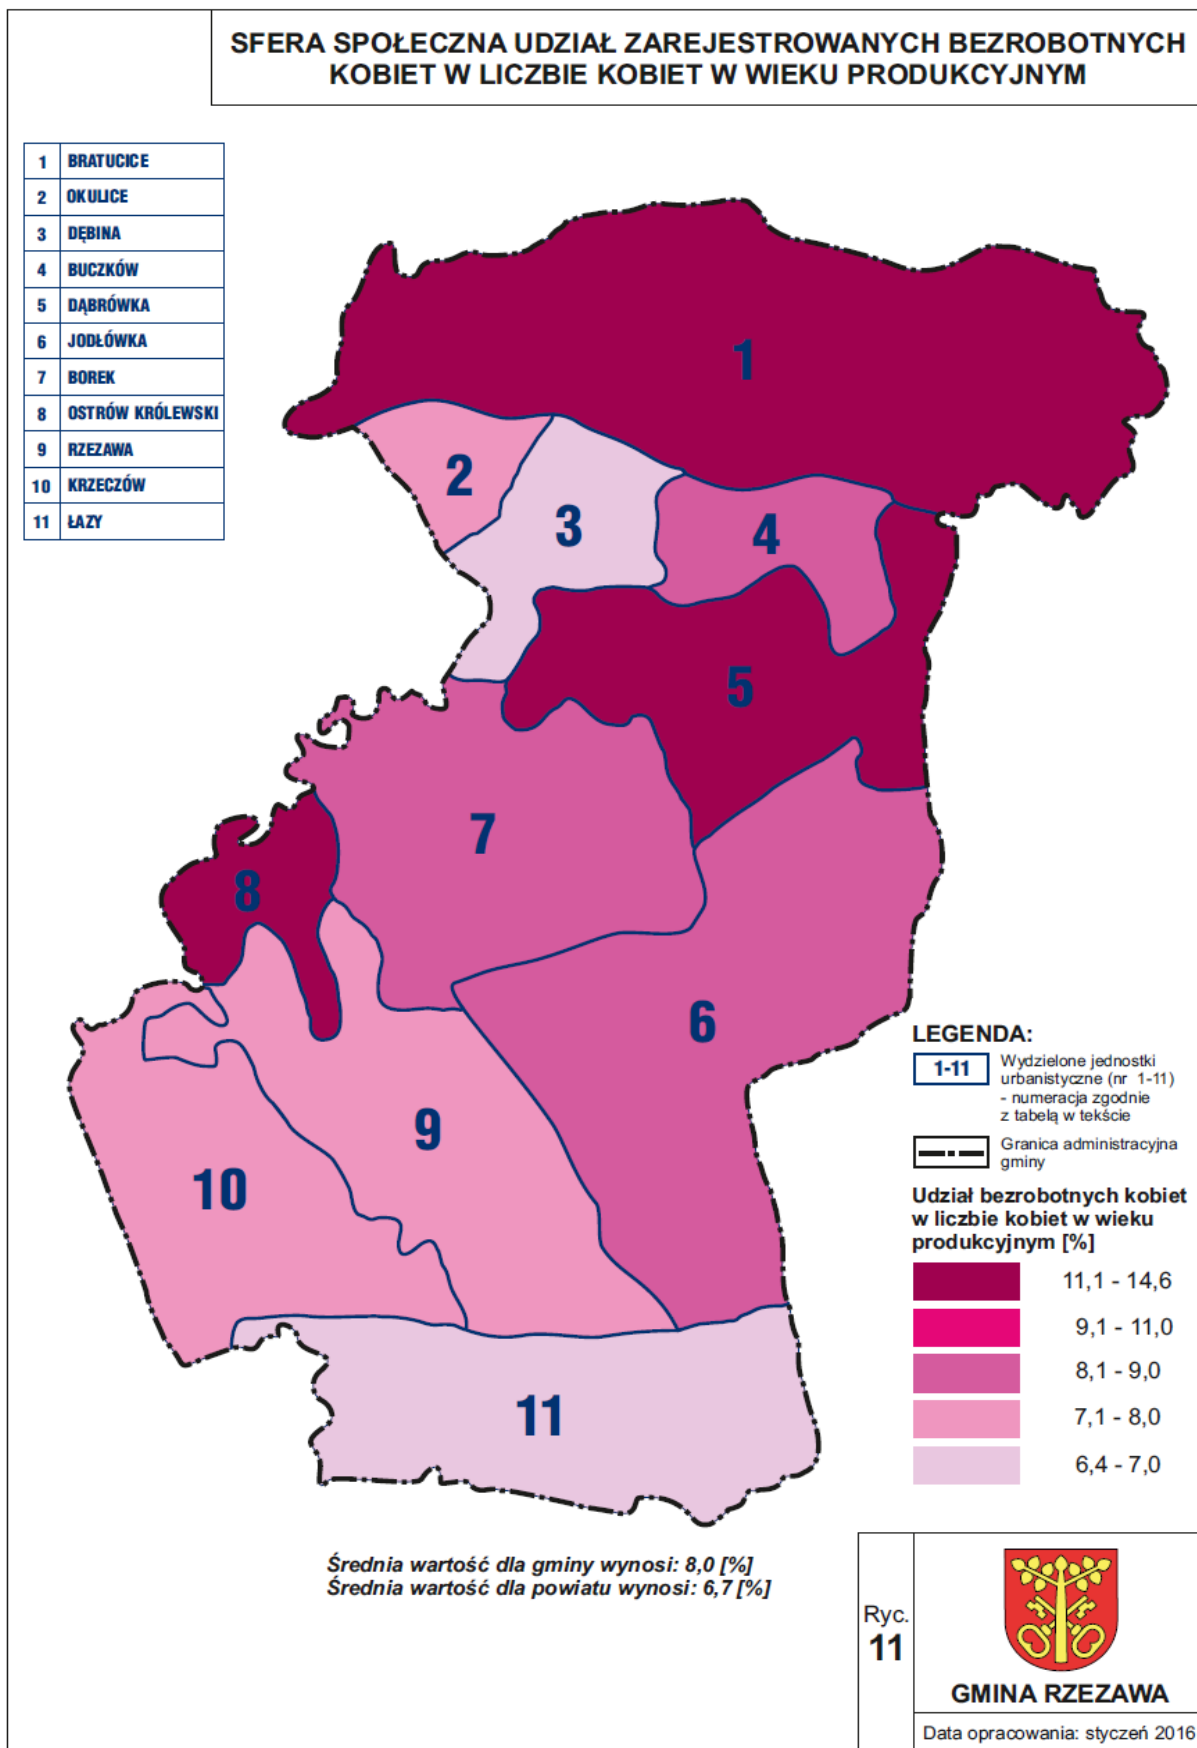 SFERA SPOŁECZNA UDZIAŁ ZAREJESTROWANYCH BEZROBOTNYCH
KOBIET W LICZBIE KOBIET W WIEKU PRODUKCYJNYM
1 BRATUCICE
2 OKULICE
3 DĘBINA
4 BUCZKÓW
5 DĄBRÓWKA
6 JODŁÓWKA
7 BOREK
8 OSTRÓW KRÓLEWSKI
9 RZEZAWA
10 KRZECZÓW
11 ŁAZY
1
2
3
4
5
7
8
6
9
10
11
LEGENDA:
1-11
Wydzielone jednostki
urbanistyczne (nr 1-11)
- numeracja zgodnie
z tabelą w tekście
Granica administracyjna
gminy
Udział bezrobotnych kobiet
w liczbie kobiet w wieku
produkcyjnym [%]
11,1 - 14,6
9,1 - 11,0
8,1 - 9,0
7,1 - 8,0
6,4 - 7,0
Średnia wartość dla gminy wynosi: 8,0 [%]
Średnia wartość dla powiatu wynosi: 6,7 [%]
Ryc.
11
GMINA RZEZAWA
Data opracowania: styczeń 2016